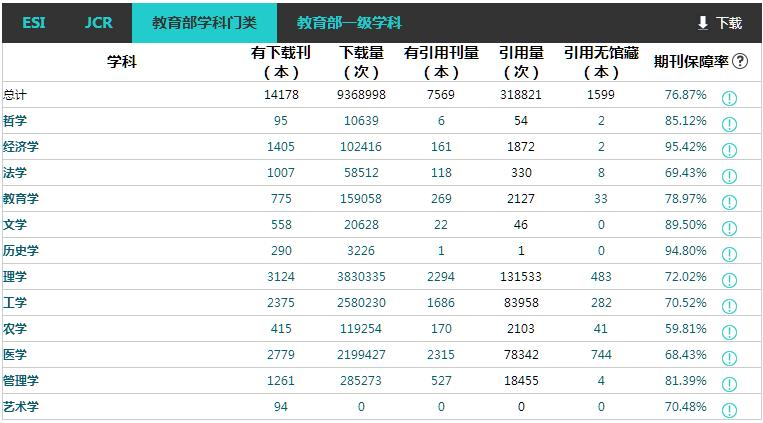 ESI JCR 教育部学科门类 教育部一级学科 下载
学科 有下载刊（本） 下载量（次） 有引用刊量（本） 引用量（次） 引用无馆藏（本） 期刊保障率 ?
总计 14178 9368998 7569 318821 1599 76.87% !
哲学 95 10639 6 54 2 85.12% !
经济学 1405 102416 161 1872 2 95.42% !
法学 1007 58512 118 330 8 69.43% !
教育学 775 159058 269 2127 33 78.97% !
文学 558 20628 22 46 0 89.50% !
历史学 290 3226 1 1 0 94.80% !
理学 3124 3830335 2294 131533 483 72.02% !
工学 2375 2580230 1686 83958 282 70.52% !
农学 415 119254 170 2103 41 59.81% !
医学 2779 2199427 2315 78342 744 68.43% !
管理学 1261 285273 527 18455 4 81.39% !
艺术学 94 0 0 0 0 70.48% !